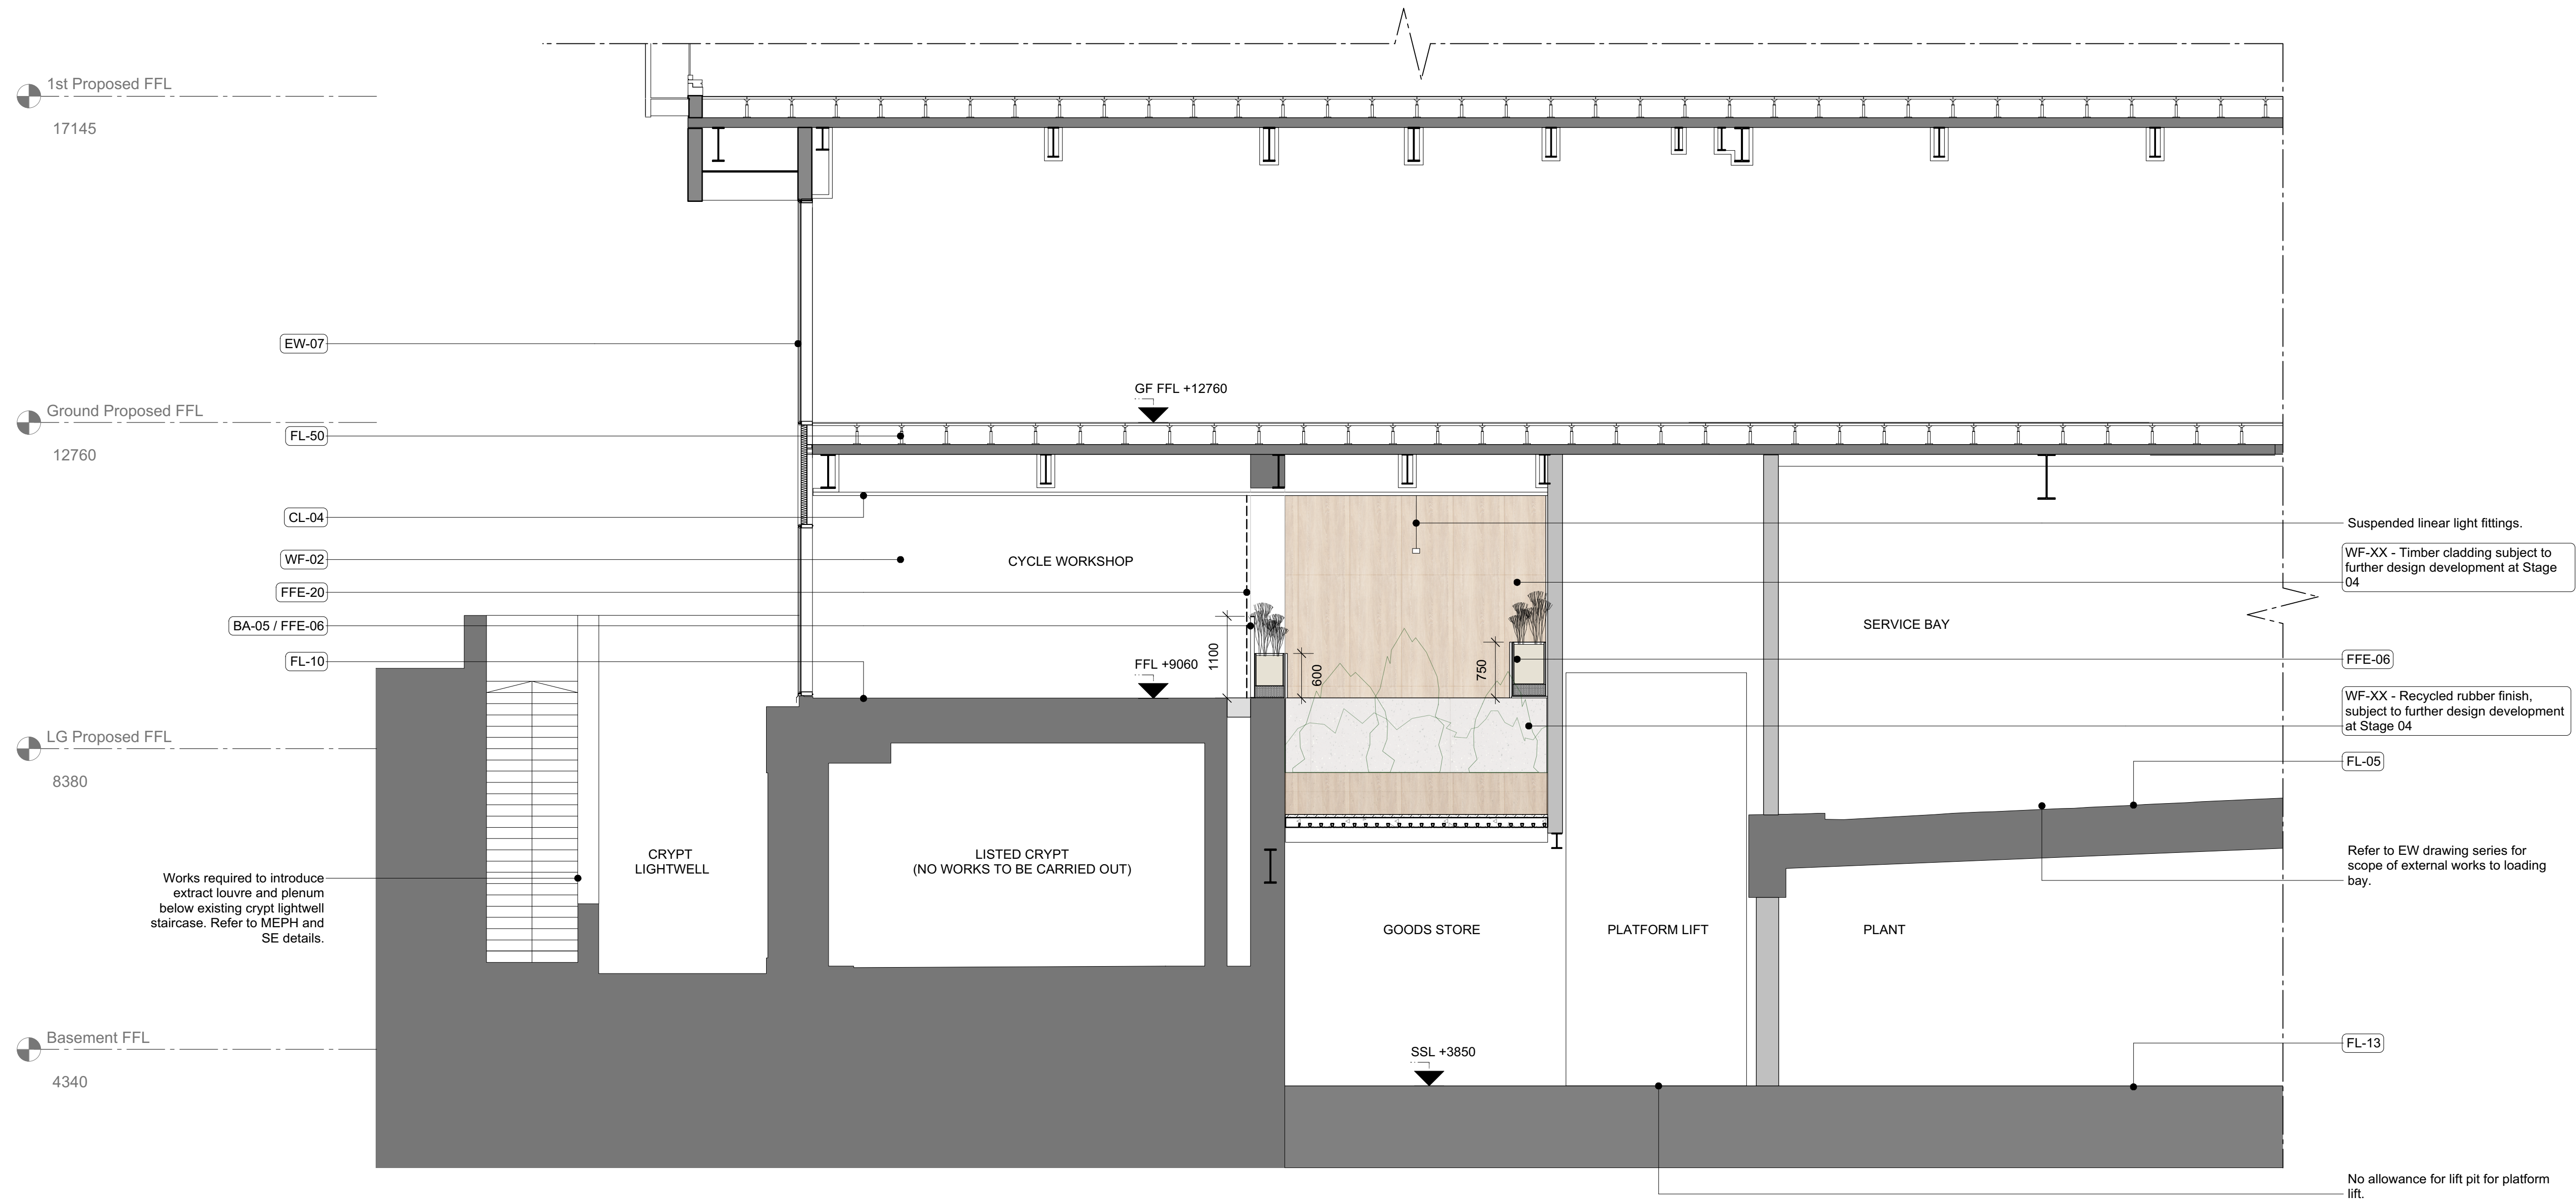 1st Proposed FFL
17145
EW-07
GF FFL +12760
Ground Proposed FFL
12760
FL-50
CL-04
WF-02
FFE-20
BA-05 / FFE-06
FL-10
CYCLE WORKSHOP
FFL +9060
1100
600
750
Suspended linear light fittings.
WF-XX - Timber cladding subject to
further design development at Stage
04
SERVICE BAY
FFE-06
WF-XX - Recycled rubber finish,
subject to further design development
at Stage 04
FL-05
LG Proposed FFL
8380
Works required to introduce
extract louvre and plenum
below existing crypt lightwell
staircase. Refer to MEPH and
SE details.
CRYPT
LIGHTWELL
LISTED CRYPT
(NO WORKS TO BE CARRIED OUT)
GOODS STORE
PLATFORM LIFT
PLANT
Refer to EW drawing series for
scope of external works to loading
bay.
Basement FFL
4340
SSL +3850
FL-13
No allowance for lift pit for platform
lift.